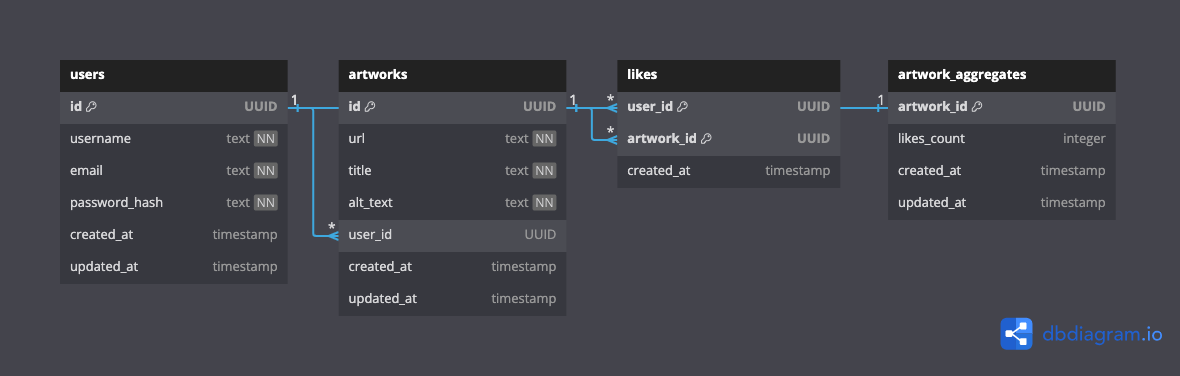 users
id UUID
username text NN
email text NN
password_hash text NN
created_at timestamp
updated_at timestamp
1
*
artworks
id UUID
url text NN
title text NN
alt_text text NN
user_id UUID
created_at timestamp
updated_at timestamp
1
*
*
likes
user_id UUID
artwork_id UUID
created_at timestamp
1
artwork_aggregates
artwork_id UUID
likes_count integer
created_at timestamp
updated_at timestamp
dbdiagram.io